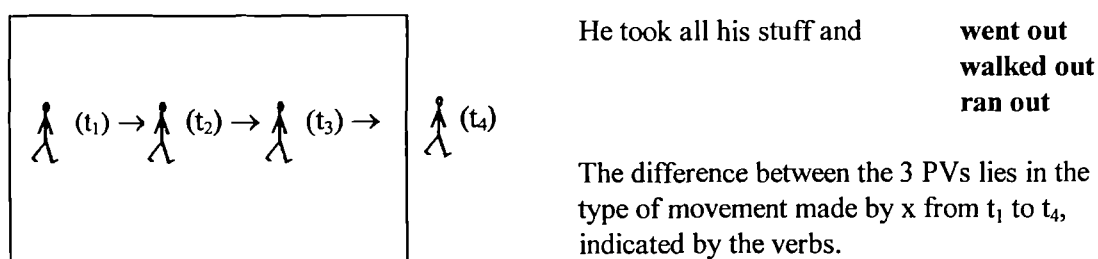 (t₁) → (t₂) → (t₃) → (t₄)
He took all his stuff and went out
walked out
ran out
The difference between the 3 PVs lies in the
type of movement made by x from t₁ to t₄,
indicated by the verbs.